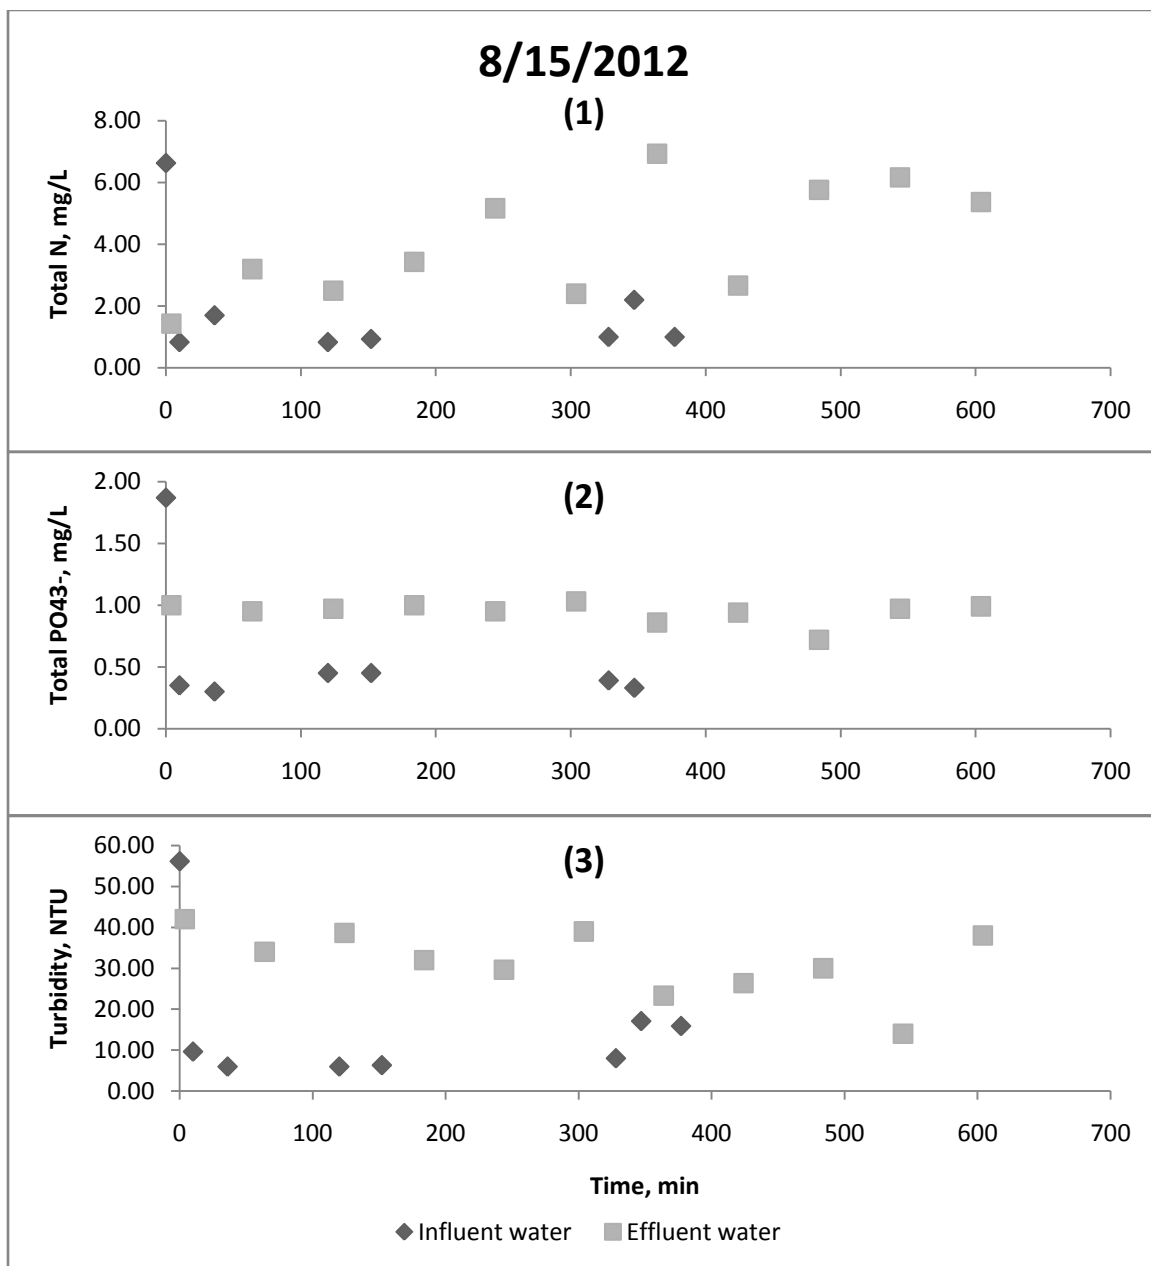 8/15/2012
(1)
Total N, mg/L
8.00
6.00
4.00
2.00
0.00
0 100 200 300 400 500 600 700
(2)
Total PO43-, mg/L
2.00
1.50
1.00
0.50
0.00
0 100 200 300 400 500 600 700
(3)
Turbidity, NTU
60.00
50.00
40.00
30.00
20.00
10.00
0.00
0 100 200 300 400 500 600 700
Time, min
Influent water Effluent water